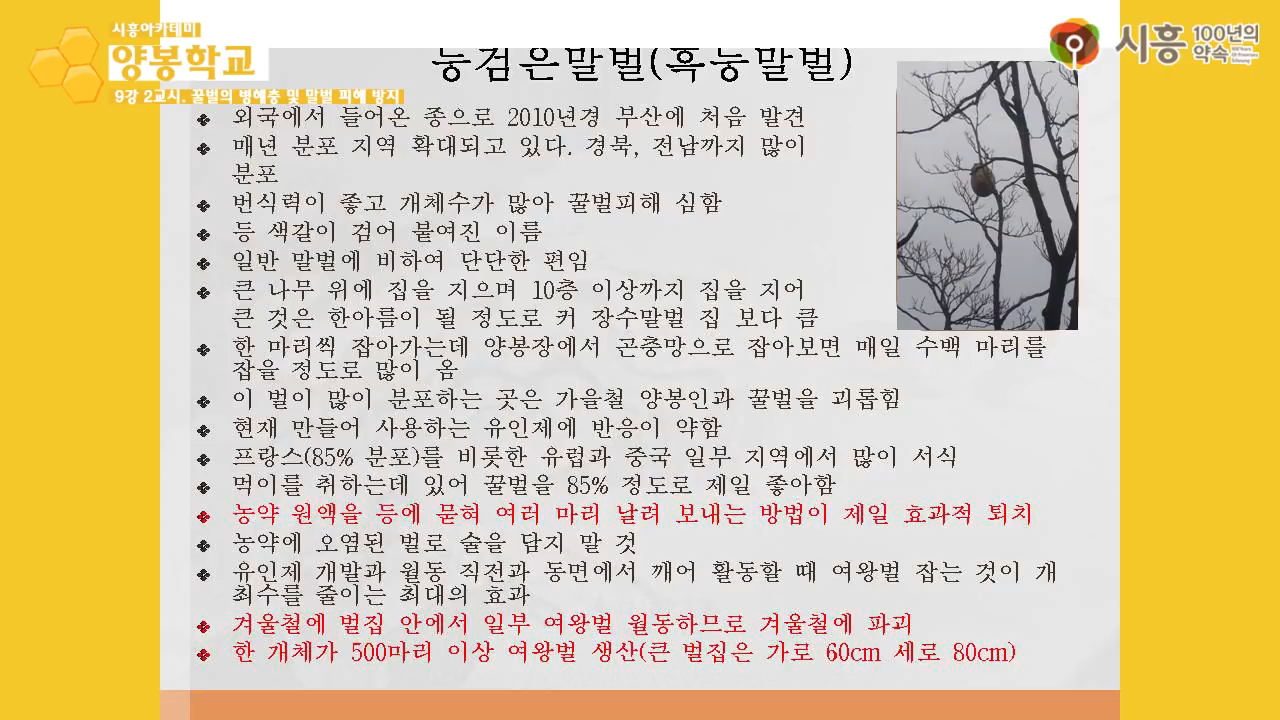 시흥아카데미
양봉학교
9강 2교시. 꿀벌의 병해충 및 말벌 피해 방지
시흥 100년의 약속
등검은말벌(흑등말벌)
외국에서 들어온 종으로 2010년경 부산에 처음 발견
매년 분포 지역 확대되고 있다. 경북, 전남까지 많이
분포
번식력이 좋고 개체수가 많아 꿀벌피해 심함
등 색갈이 검어 붙여진 이름
일반 말벌에 비하여 단단한 편임
큰 나무 위에 집을 지으며 10층 이상까지 집을 지어
큰 것은 한아름이 될 정도로 커 장수말벌 집 보다 큼
한 마리씩 잡아가는데 양봉장에서 곤충망으로 잡아보면 매일 수백 마리를
잡을 정도로 많이 옴
이 벌이 많이 분포하는 곳은 가을철 양봉인과 꿀벌을 괴롭힘
현재 만들어 사용하는 유인제에 반응이 약함
프랑스(85% 분포)를 비롯한 유럽과 중국 일부 지역에서 많이 서식
먹이를 취하는데 있어 꿀벌을 85% 정도로 제일 좋아함
농약 원액을 등에 묻혀 여러 마리 날려 보내는 방법이 제일 효과적 퇴치
농약에 오염된 벌로 술을 담지 말 것
유인제 개발과 월동 직전과 동면에서 깨어 활동할 때 여왕벌 잡는 것이 개
최수를 줄이는 최대의 효과
겨울철에 벌집 안에서 일부 여왕벌 월동하므로 겨울철에 파괴
한 개체가 500마리 이상 여왕벌 생산(큰 벌집은 가로 60cm 세로 80cm)